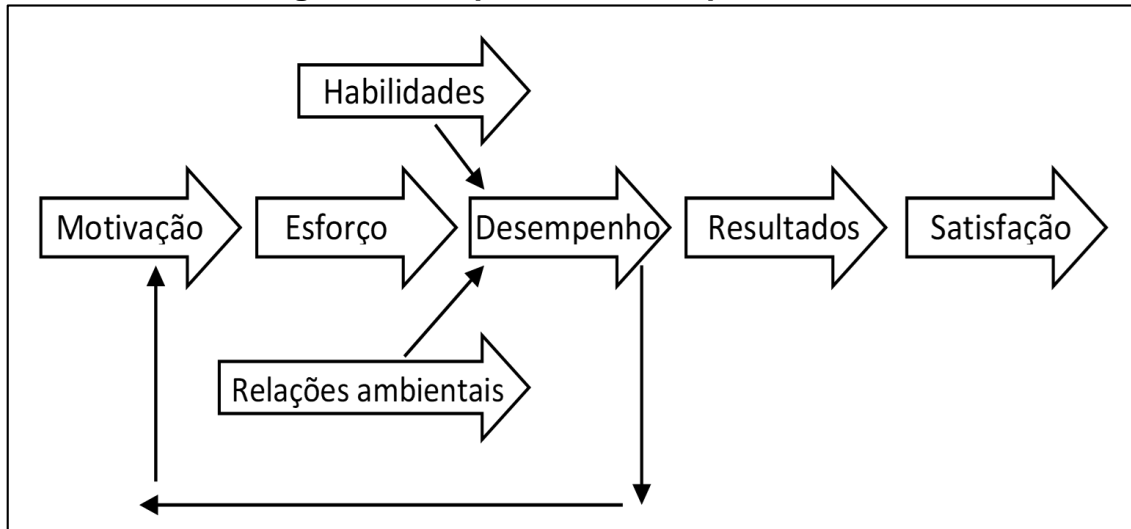 Habilidades
Motivação
Esforço
Desempenho
Resultados
Satisfação
Relações ambientais